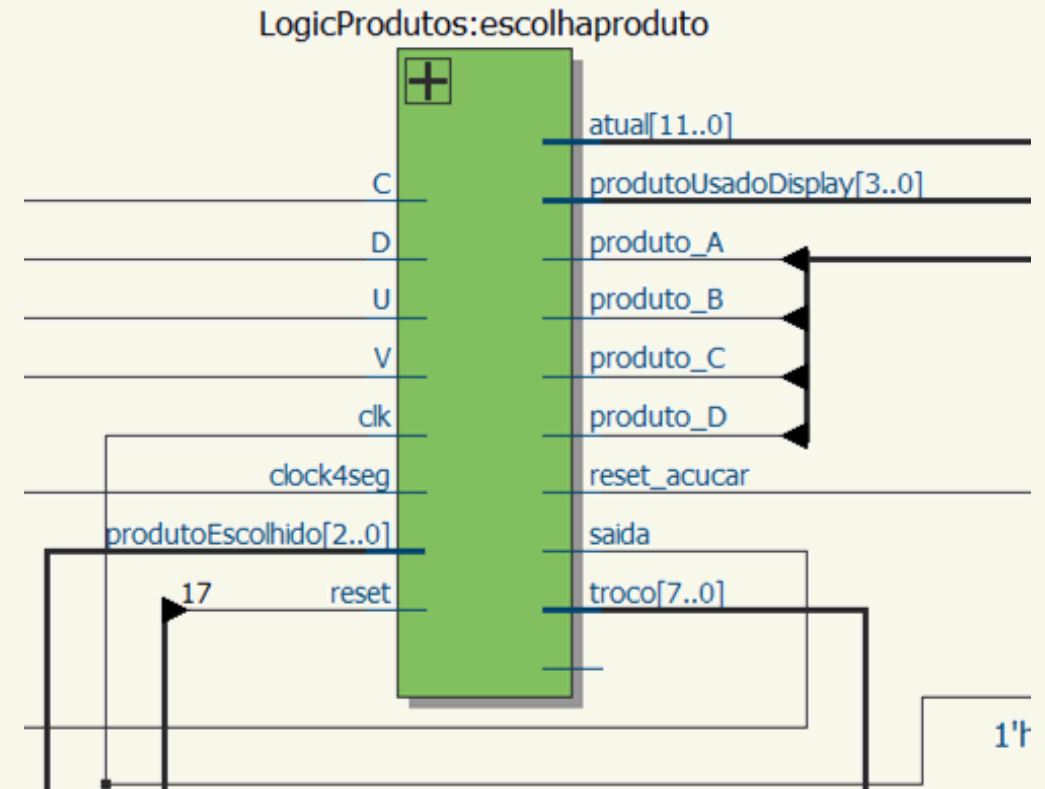 LogicProdutos:escolhaproduto
atual[11..0]
C
produtoUsadoDisplay[3..0]
D
produto_A
U
produto_B
V
produto_C
clk
produto_D
clock4seg
reset_acucar
produtoEscolhido[2..0]
saida
17
reset
troco[7..0]
1'h